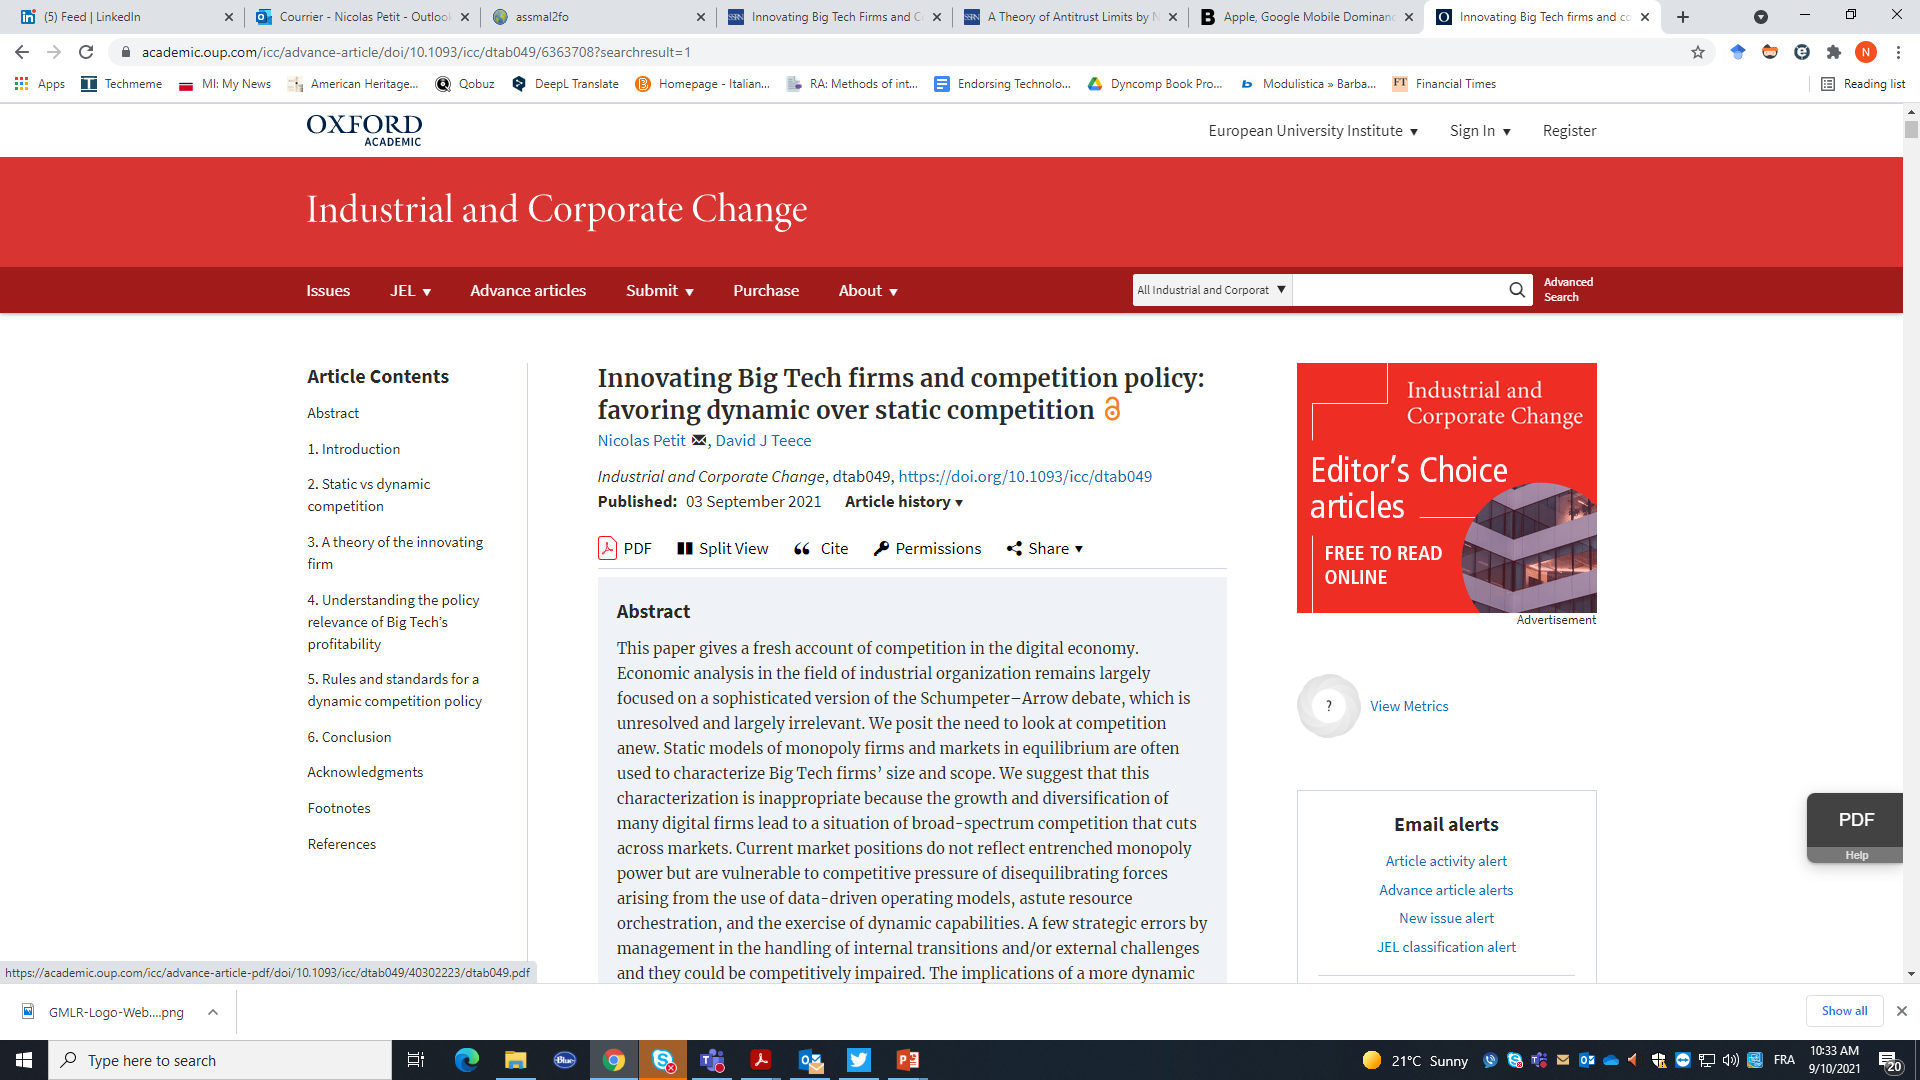 (5) Feed | LinkedIn
Courrier - Nicolas Petit - Outlook
assmal2fo
Innovating Big Tech Firms and C
A Theory of Antitrust Limits by N
Apple, Google Mobile Dominanc
Innovating Big Tech firms and co
academic.oup.com/icc/advance-article/doi/10.1093/icc/dtab049/6363708?searchresult=1
N
Apps
Techmeme
MI: My News
American Heritage...
Qobuz
DeepL Translate
Homepage - Italian...
RA: Methods of int...
Endorsing Technolo...
Dyncomp Book Pro...
Modulistica » Barba...
FT
Financial Times
Reading list
OXFORD
ACADEMIC
European University Institute ▼
Sign In ▼
Register
Industrial and Corporate Change
Issues
JEL ▼
Advance articles
Submit ▼
Purchase
About ▼
All Industrial and Corporat ▼
Advanced
Search
Article Contents
Abstract
1. Introduction
2. Static vs dynamic
competition
3. A theory of the innovating
firm
4. Understanding the policy
relevance of Big Tech's
profitability
5. Rules and standards for a
dynamic competition policy
6. Conclusion
Acknowledgments
Footnotes
References
Innovating Big Tech firms and competition policy:
favoring dynamic over static competition
Nicolas Petit , David J Teece
Industrial and Corporate Change, dtab049, https://doi.org/10.1093/icc/dtab049
Published: 03 September 2021 Article history ▼
PDF
Split View
Cite
Permissions
Share ▼
Abstract
This paper gives a fresh account of competition in the digital economy.
Economic analysis in the field of industrial organization remains largely
focused on a sophisticated version of the Schumpeter–Arrow debate, which is
unresolved and largely irrelevant. We posit the need to look at competition
anew. Static models of monopoly firms and markets in equilibrium are often
used to characterize Big Tech firms’ size and scope. We suggest that this
characterization is inappropriate because the growth and diversification of
many digital firms lead to a situation of broad-spectrum competition that cuts
across markets. Current market positions do not reflect entrenched monopoly
power but are vulnerable to competitive pressure of disequilibrating forces
arising from the use of data-driven operating models, astute resource
orchestration, and the exercise of dynamic capabilities. A few strategic errors by
management in the handling of internal transitions and/or external challenges
and they could be competitively impaired. The implications of a more dynamic
Industrial and
Corporate Change
Editor's Choice
articles
FREE TO READ
ONLINE
Advertisement
?
View Metrics
Email alerts
Article activity alert
Advance article alerts
New issue alert
JEL classification alert
PDF
Help
https://academic.oup.com/icc/advance-article-pdf/doi/10.1093/icc/dtab049/40302223/dtab049.pdf
GMLR-Logo-Web....png
Show all
Type here to search
Blue
21°C Sunny
FRA
10:33 AM
9/10/2021
20